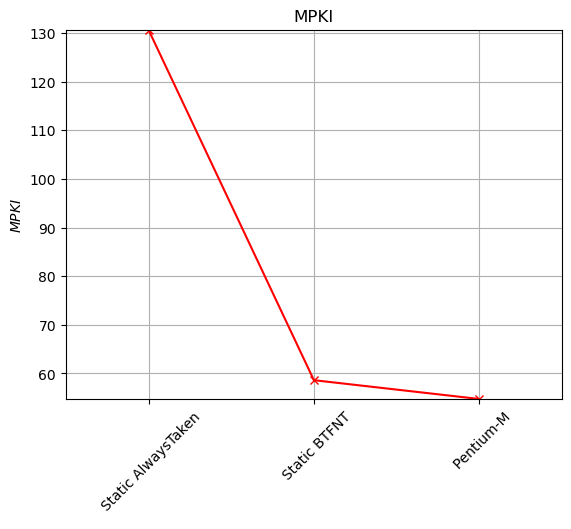 MPKI
130
120
110
100
90
80
70
60
MPKI
Static AlwaysTaken
Static BTFNT
Pentium-M